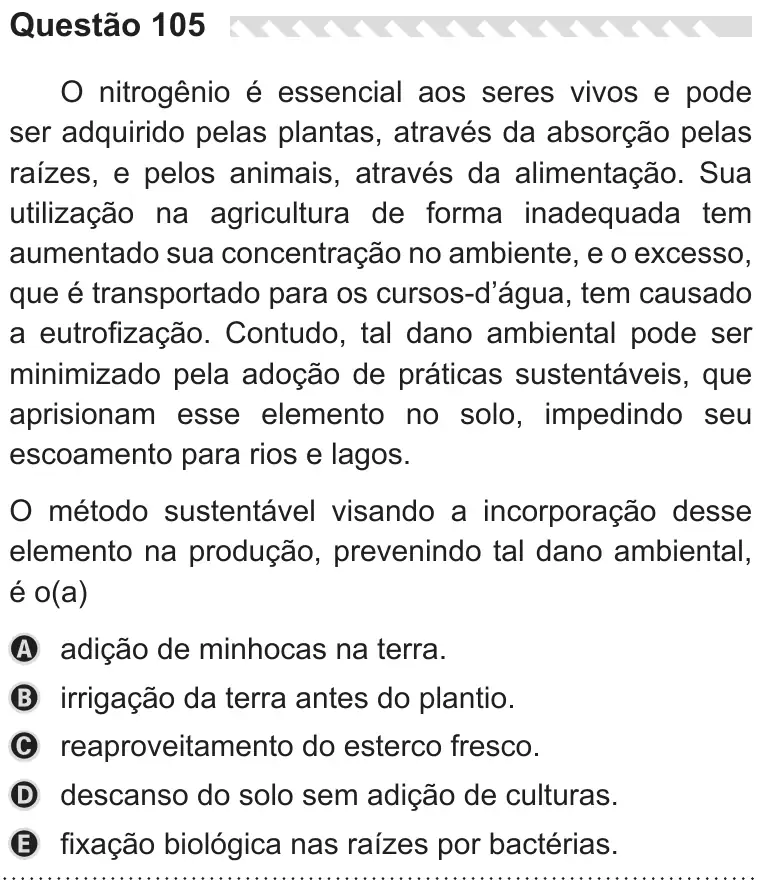 Questão 105
O nitrogênio é essencial aos seres vivos e pode
ser adquirido pelas plantas, através da absorção pelas
raízes, e pelos animais, através da alimentação. Sua
utilização na agricultura de forma inadequada tem
aumentado sua concentração no ambiente, e o excesso,
que é transportado para os cursos-d’água, tem causado
a eutrofização. Contudo, tal dano ambiental pode ser
minimizado pela adoção de práticas sustentáveis, que
aprisionam esse elemento no solo, impedindo seu
escoamento para rios e lagos.
O método sustentável visando a incorporação desse
elemento na produção, prevenindo tal dano ambiental,
é o(a)
A adição de minhocas na terra.
B irrigação da terra antes do plantio.
C reaproveitamento do esterco fresco.
D descanso do solo sem adição de culturas.
E fixação biológica nas raízes por bactérias.